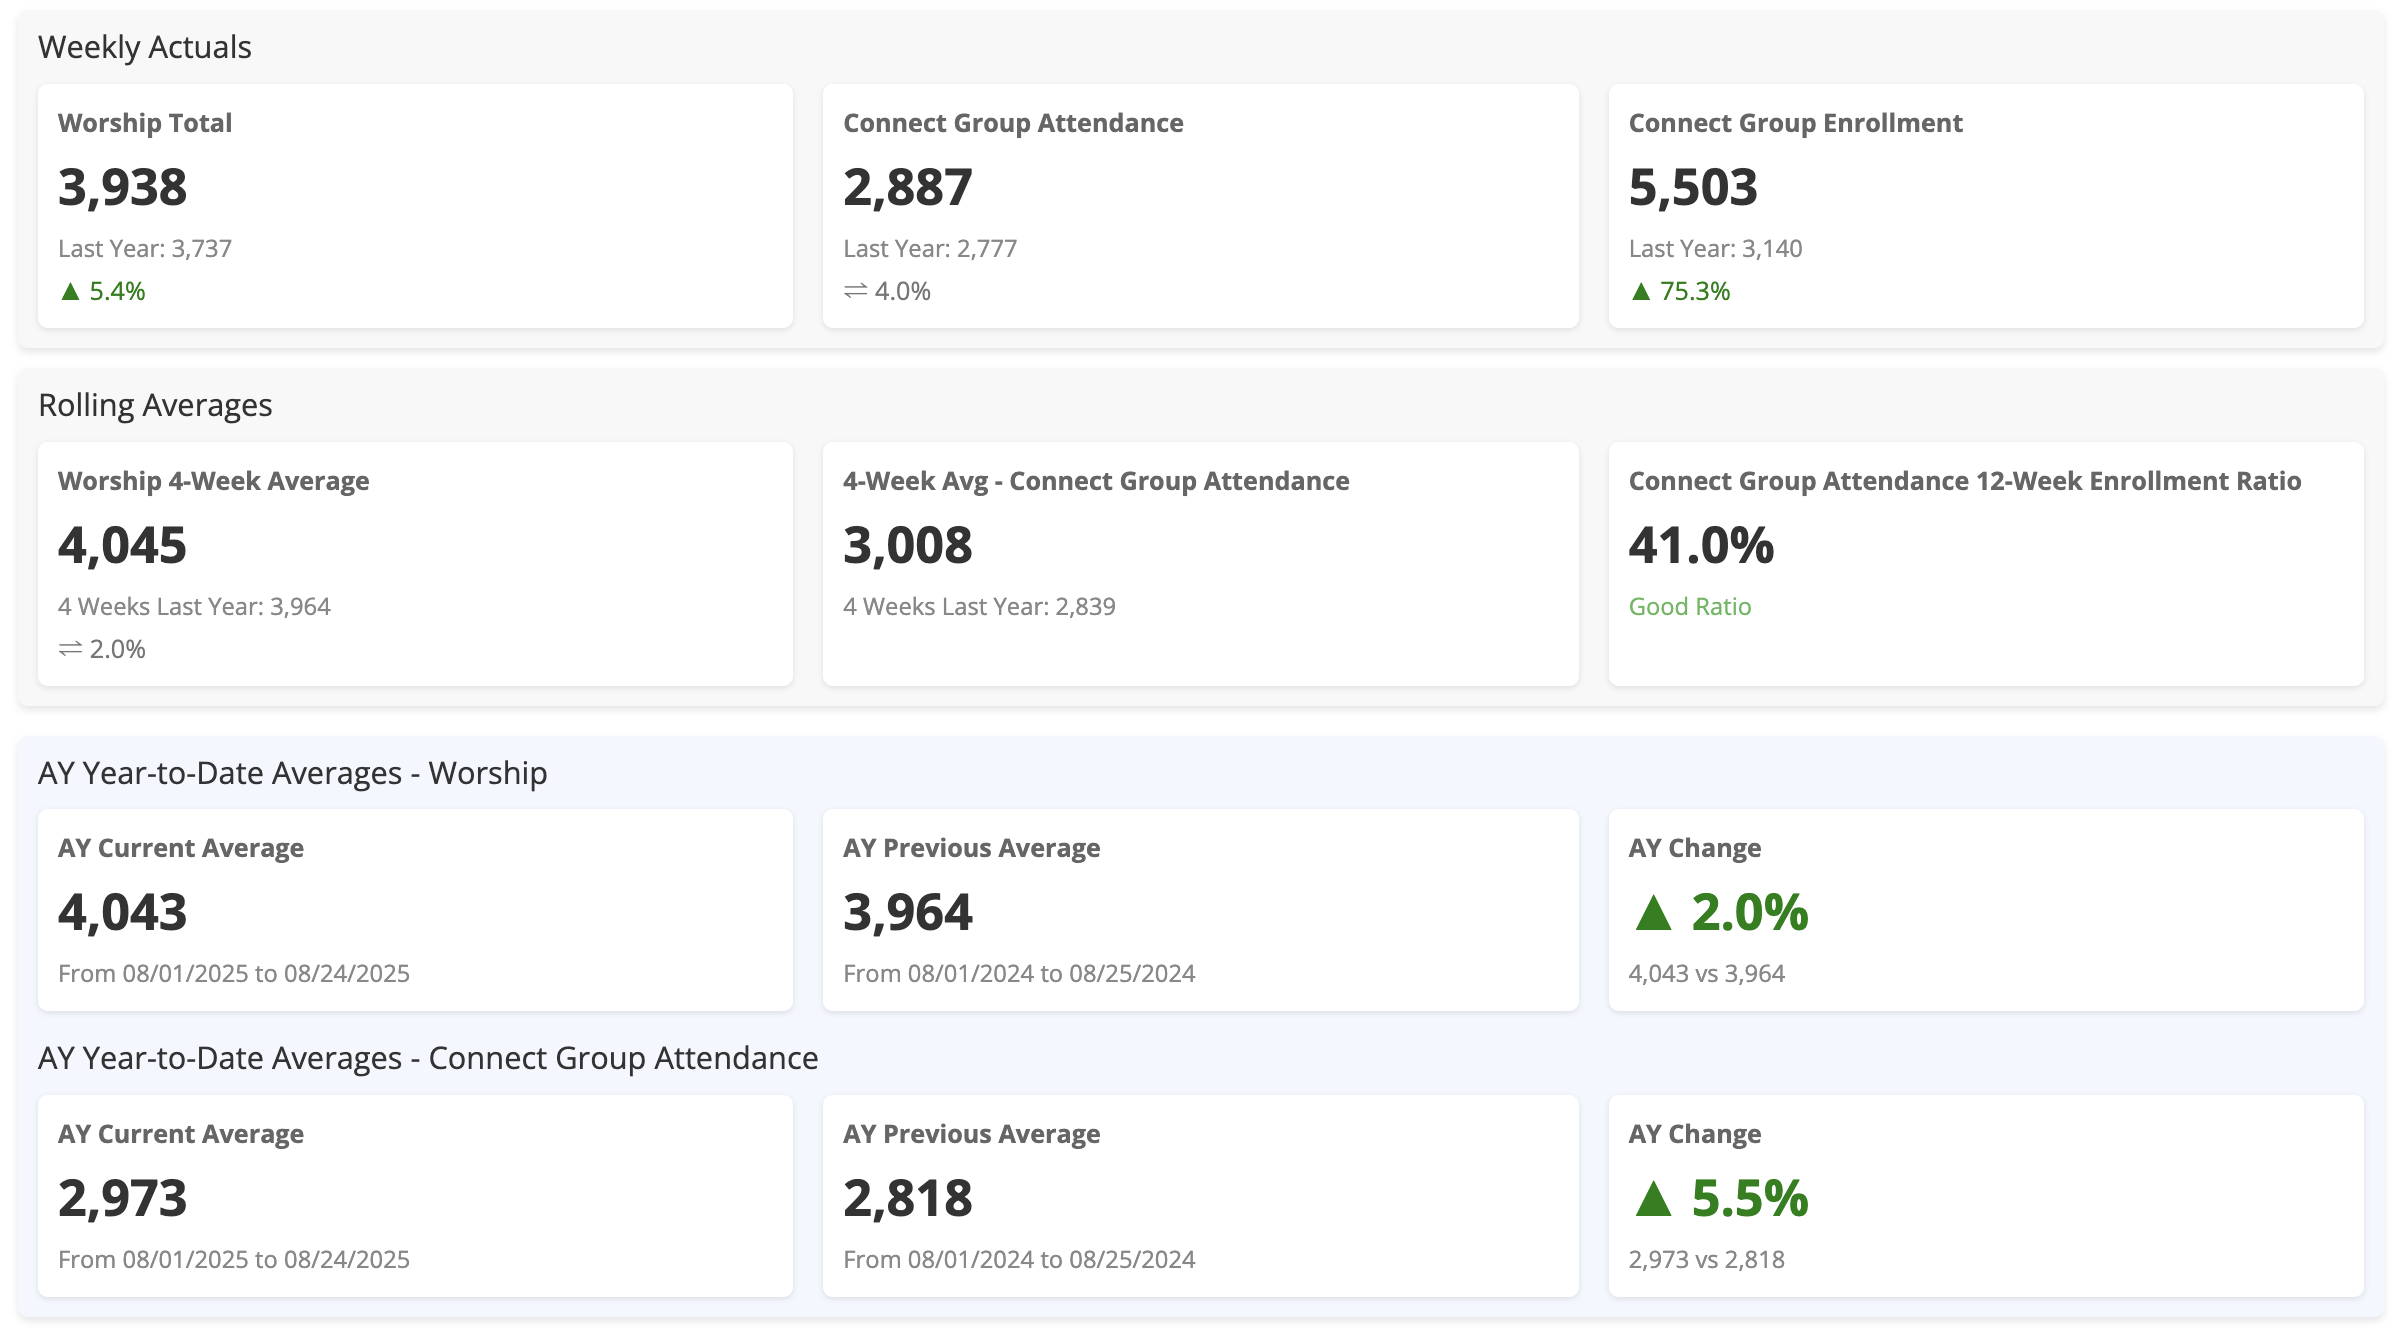 Weekly Actuals
Worship Total
3,938
Last Year: 3,737
▲ 5.4%
Connect Group Attendance
2,887
Last Year: 2,777
⇌ 4.0%
Connect Group Enrollment
5,503
Last Year: 3,140
▲ 75.3%
Rolling Averages
Worship 4-Week Average
4,045
4 Weeks Last Year: 3,964
⇌ 2.0%
4-Week Avg - Connect Group Attendance
3,008
4 Weeks Last Year: 2,839
Connect Group Attendance 12-Week Enrollment Ratio
41.0%
Good Ratio
AY Year-to-Date Averages - Worship
AY Current Average
4,043
From 08/01/2025 to 08/24/2025
AY Previous Average
3,964
From 08/01/2024 to 08/25/2024
AY Change
▲ 2.0%
4,043 vs 3,964
AY Year-to-Date Averages - Connect Group Attendance
AY Current Average
2,973
From 08/01/2025 to 08/24/2025
AY Previous Average
2,818
From 08/01/2024 to 08/25/2024
AY Change
▲ 5.5%
2,973 vs 2,818